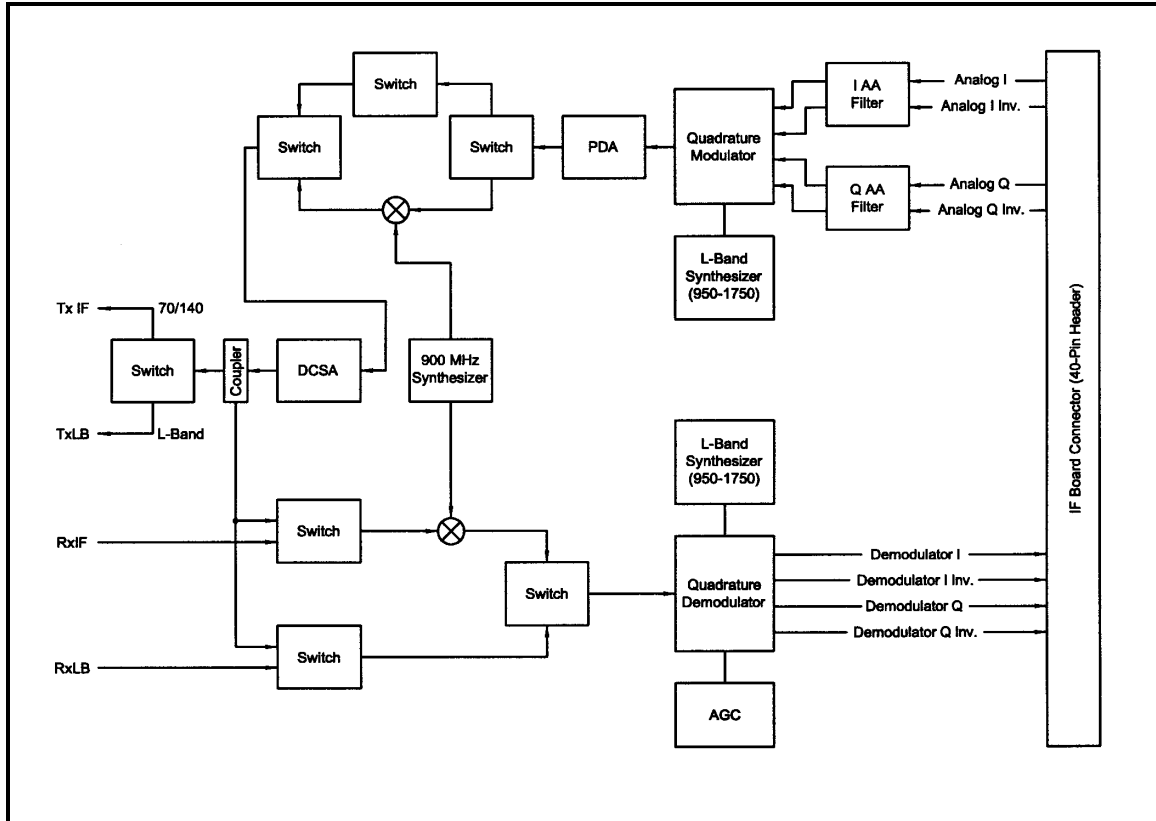 Switch
I AA
Filter
Analog I
Analog I Inv.
Switch
Switch
PDA
Quadrature
Modulator
Q AA
Filter
Analog Q
Analog Q Inv.
L-Band
Synthesizer
(950-1750)
Tx IF
70/140
Switch
Coupler
DCSA
900 MHz
Synthesizer
TxLB
L-Band
L-Band
Synthesizer
(950-1750)
IF Board Connector (40-Pin Header)
RxIF
Switch
Switch
Quadrature
Demodulator
Demodulator I
Demodulator I Inv.
Demodulator Q
Demodulator Q Inv.
RxLB
Switch
AGC